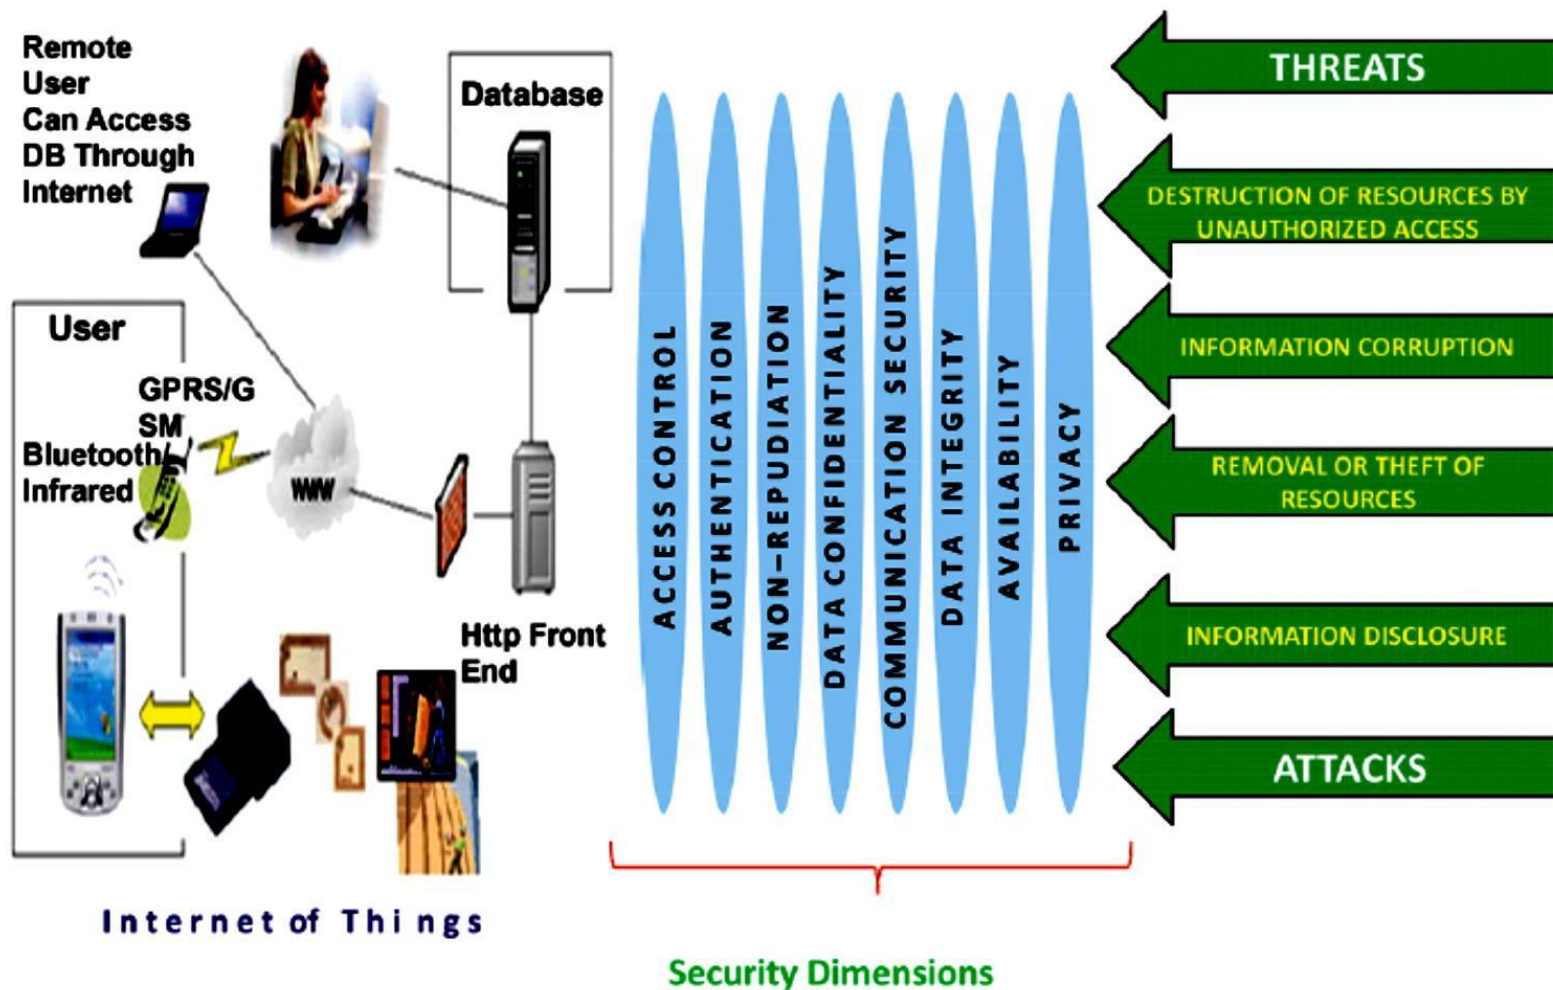 Remote
User
Can Access
DB Through
Internet
Database
User
GPRS/G
SM
Bluetooth/
Infrared
WWW
Http Front
End
Internet of Things
ACCESS CONTROL
AUTHENTICATION
NON–REPUDIATION
DATA CONFIDENTIALITY
COMMUNICATION SECURITY
DATA INTEGRITY
AVAILABILITY
PRIVACY
Security Dimensions
THREATS
DESTRUCTION OF RESOURCES BY
UNAUTHORIZED ACCESS
INFORMATION CORRUPTION
REMOVAL OR THEFT OF
RESOURCES
INFORMATION DISCLOSURE
ATTACKS